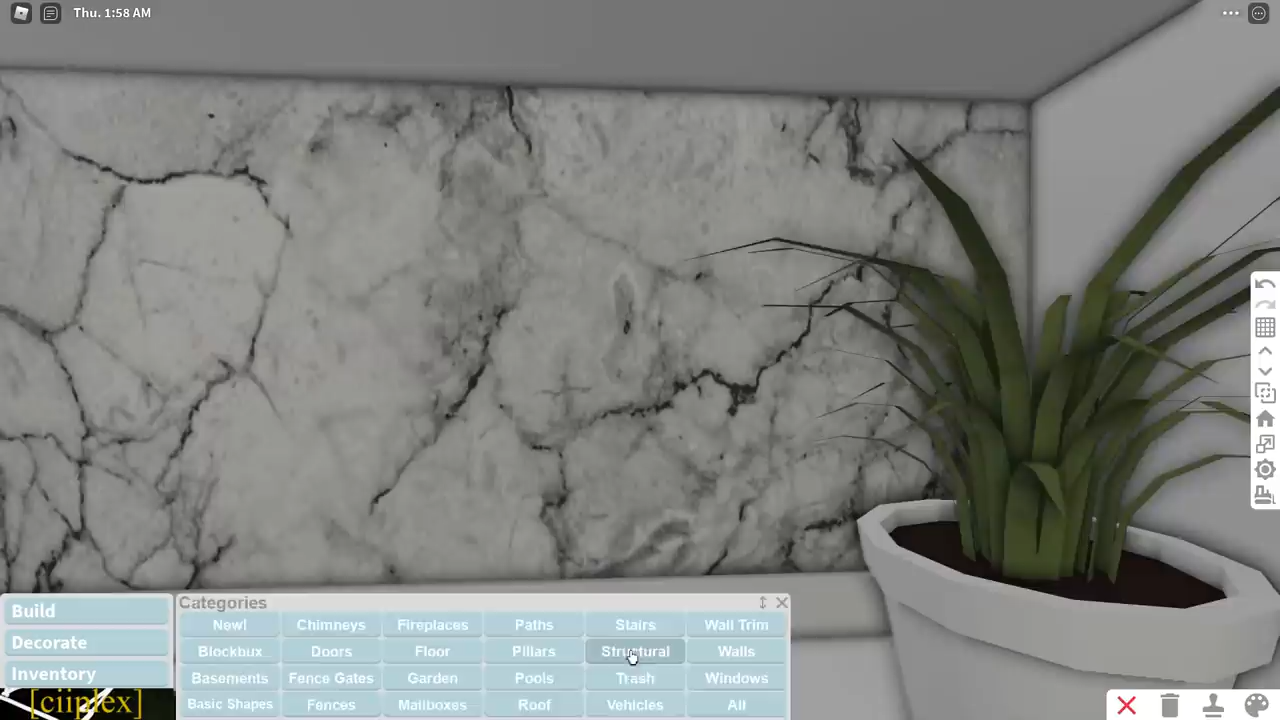 Thu. 1:58 AM
Build
Decorate
Inventory
[ciiplex]
Categories
New! Chimneys Fireplaces Paths Stairs Wall Trim
Blockbux Doors Floor Pillars Structural Walls
Basements Fence Gates Garden Pools Trash Windows
Basic Shapes Fences Mailboxes Roof Vehicles All